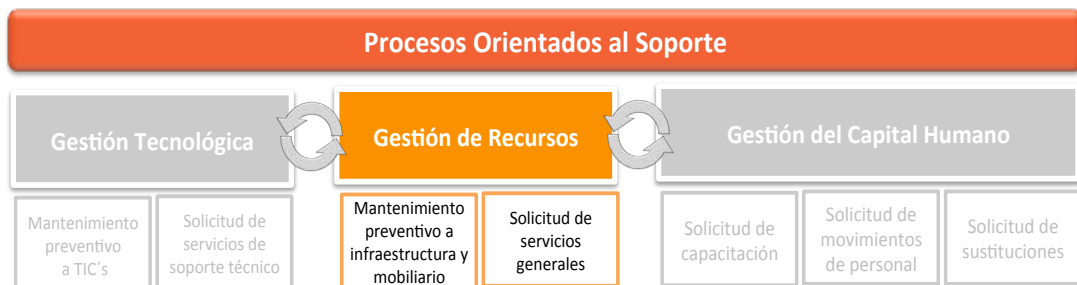 Procesos Orientados al Soporte
Gestión Tecnológica
Gestión de Recursos
Gestión del Capital Humano
Mantenimiento
preventivo
a TIC´s
Solicitud de
servicios de
soporte técnico
Mantenimiento
preventivo a
infraestructura y
mobiliario
Solicitud de
servicios
generales
Solicitud de
capacitación
Solicitud de
movimientos
de personal
Solicitud de
sustituciones